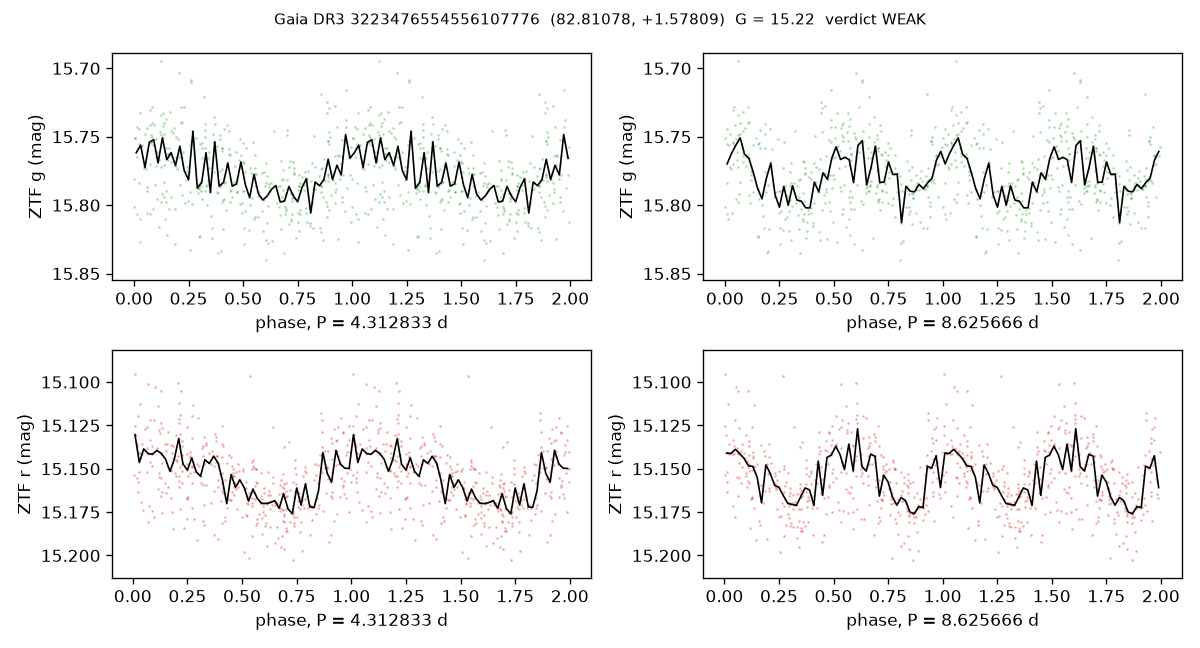 Gaia DR3 3223476554556107776 (82.81078, +1.57809) G = 15.22 verdict WEAK
ZTF g (mag)
15.70
15.75
15.80
15.85
0.00 0.25 0.50 0.75 1.00 1.25 1.50 1.75 2.00
phase, P = 4.312833 d
ZTF g (mag)
15.70
15.75
15.80
15.85
0.00 0.25 0.50 0.75 1.00 1.25 1.50 1.75 2.00
phase, P = 8.625666 d
ZTF r (mag)
15.100
15.125
15.150
15.175
15.200
0.00 0.25 0.50 0.75 1.00 1.25 1.50 1.75 2.00
phase, P = 4.312833 d
ZTF r (mag)
15.100
15.125
15.150
15.175
15.200
0.00 0.25 0.50 0.75 1.00 1.25 1.50 1.75 2.00
phase, P = 8.625666 d